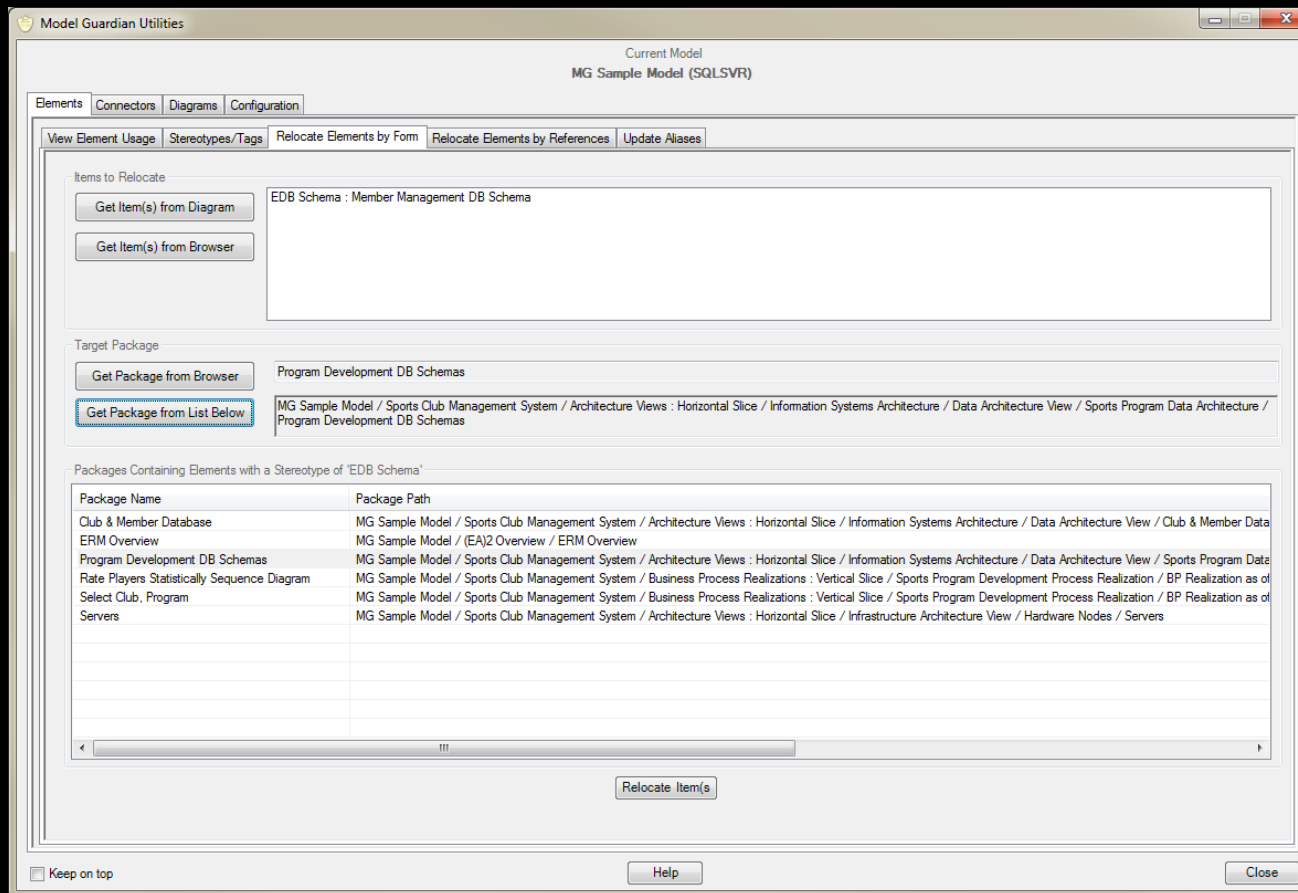 Model Guardian Utilities
Current Model
MG Sample Model (SQLSVR)
Elements Connectors Diagrams Configuration
View Element Usage Stereotypes/Tags Relocate Elements by Form Relocate Elements by References Update Aliases
Items to Relocate
Get Item(s) from Diagram
EDB Schema : Member Management DB Schema
Get Item(s) from Browser
Target Package
Get Package from Browser
Program Development DB Schemas
Get Package from List Below
MG Sample Model / Sports Club Management System / Architecture Views : Horizontal Slice / Information Systems Architecture / Data Architecture View / Sports Program Data Architecture /
Program Development DB Schemas
Packages Containing Elements with a Stereotype of 'EDB Schema'
Package Name Package Path
Club & Member Database MG Sample Model / Sports Club Management System / Architecture Views : Horizontal Slice / Information Systems Architecture / Data Architecture View / Club & Member Data
ERM Overview MG Sample Model / (EA)2 Overview / ERM Overview
Program Development DB Schemas MG Sample Model / Sports Club Management System / Architecture Views : Horizontal Slice / Information Systems Architecture / Data Architecture View / Sports Program Data
Rate Players Statistically Sequence Diagram MG Sample Model / Sports Club Management System / Business Process Realizations : Vertical Slice / Sports Program Development Process Realization / BP Realization as of
Select Club, Program MG Sample Model / Sports Club Management System / Business Process Realizations : Vertical Slice / Sports Program Development Process Realization / BP Realization as of
Servers MG Sample Model / Sports Club Management System / Architecture Views : Horizontal Slice / Infrastructure Architecture View / Hardware Nodes / Servers
Relocate Item(s
Keep on top
Help
Close